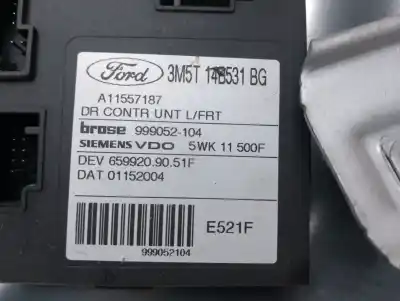 Ford 3M5T 14B531 BG
A11557187
DR CONTR UNT L/FRT
brose 999052-104
SIEMENS VDO 5WK 11 500F
DEV 659920.90.51F
DAT 01152004
E521F
999052104